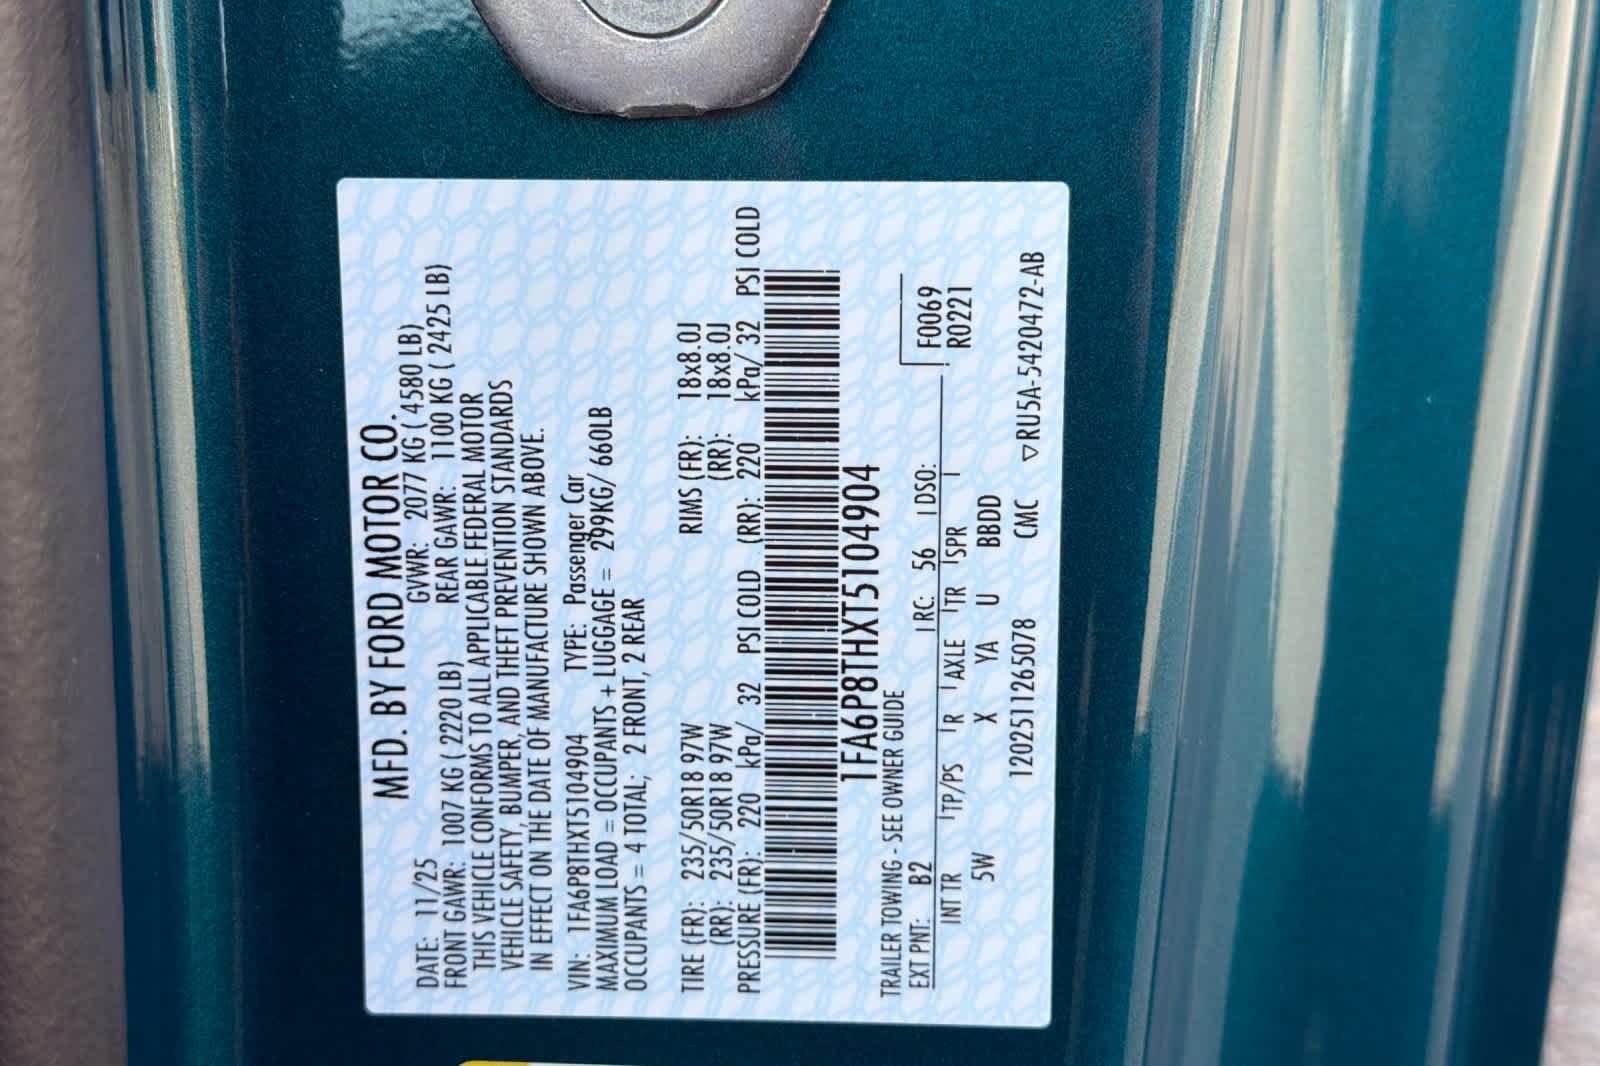 MFD. BY FORD MOTOR CO.
DATE: 11/25 GVWR: 2077 KG ( 4580 LB)
FRONT GAWR: 1007 KG ( 2220 LB) REAR GAWR: 1100 KG ( 2425 LB)
THIS VEHICLE CONFORMS TO ALL APPLICABLE FEDERAL MOTOR
VEHICLE SAFETY, BUMPER, AND THEFT PREVENTION STANDARDS
IN EFFECT ON THE DATE OF MANUFACTURE SHOWN ABOVE.
VIN: 1FA6P8THXT5104904 TYPE: Passenger Car
MAXIMUM LOAD = OCCUPANTS + LUGGAGE = 299KG/ 660LB
OCCUPANTS = 4 TOTAL; 2 FRONT, 2 REAR
TIRE (FR): 235/50R18 97W RIMS (FR): 18x8.0J
(RR): 235/50R18 97W (RR): 18x8.0J
PRESSURE (FR): 220 kPa/ 32 PSI COLD (RR): 220 kPa/ 32 PSI COLD
1FA6P8THXT5104904
TRAILER TOWING - SEE OWNER GUIDE
EXT PNT: B2 RC: 56 DSO: F0069
R0221
INT TR TP/PS R AXLE TR SPR
5W X YA U BBDD
1202511265078 CMC ▽RU5A-5420472-AB